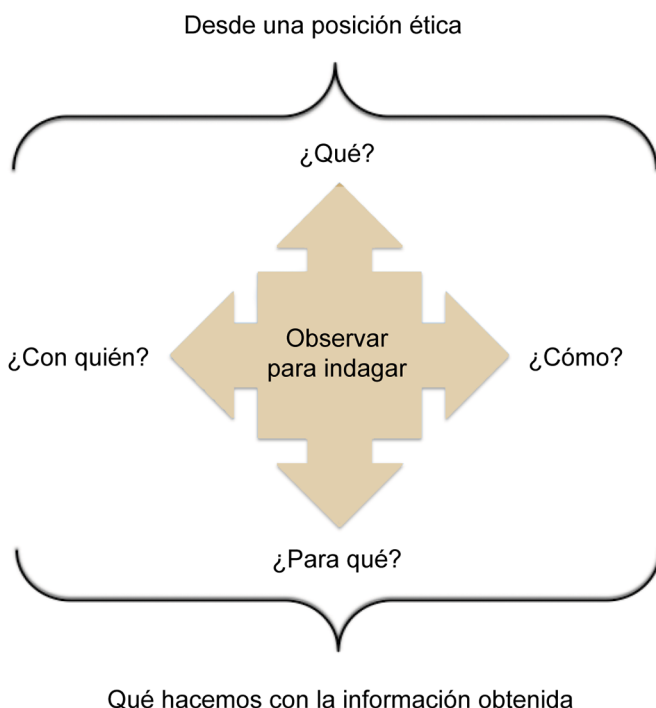 Desde una posición ética
¿Qué?
¿Con quién?
Observar
para indagar
¿Cómo?
¿Para qué?
Qué hacemos con la información obtenida